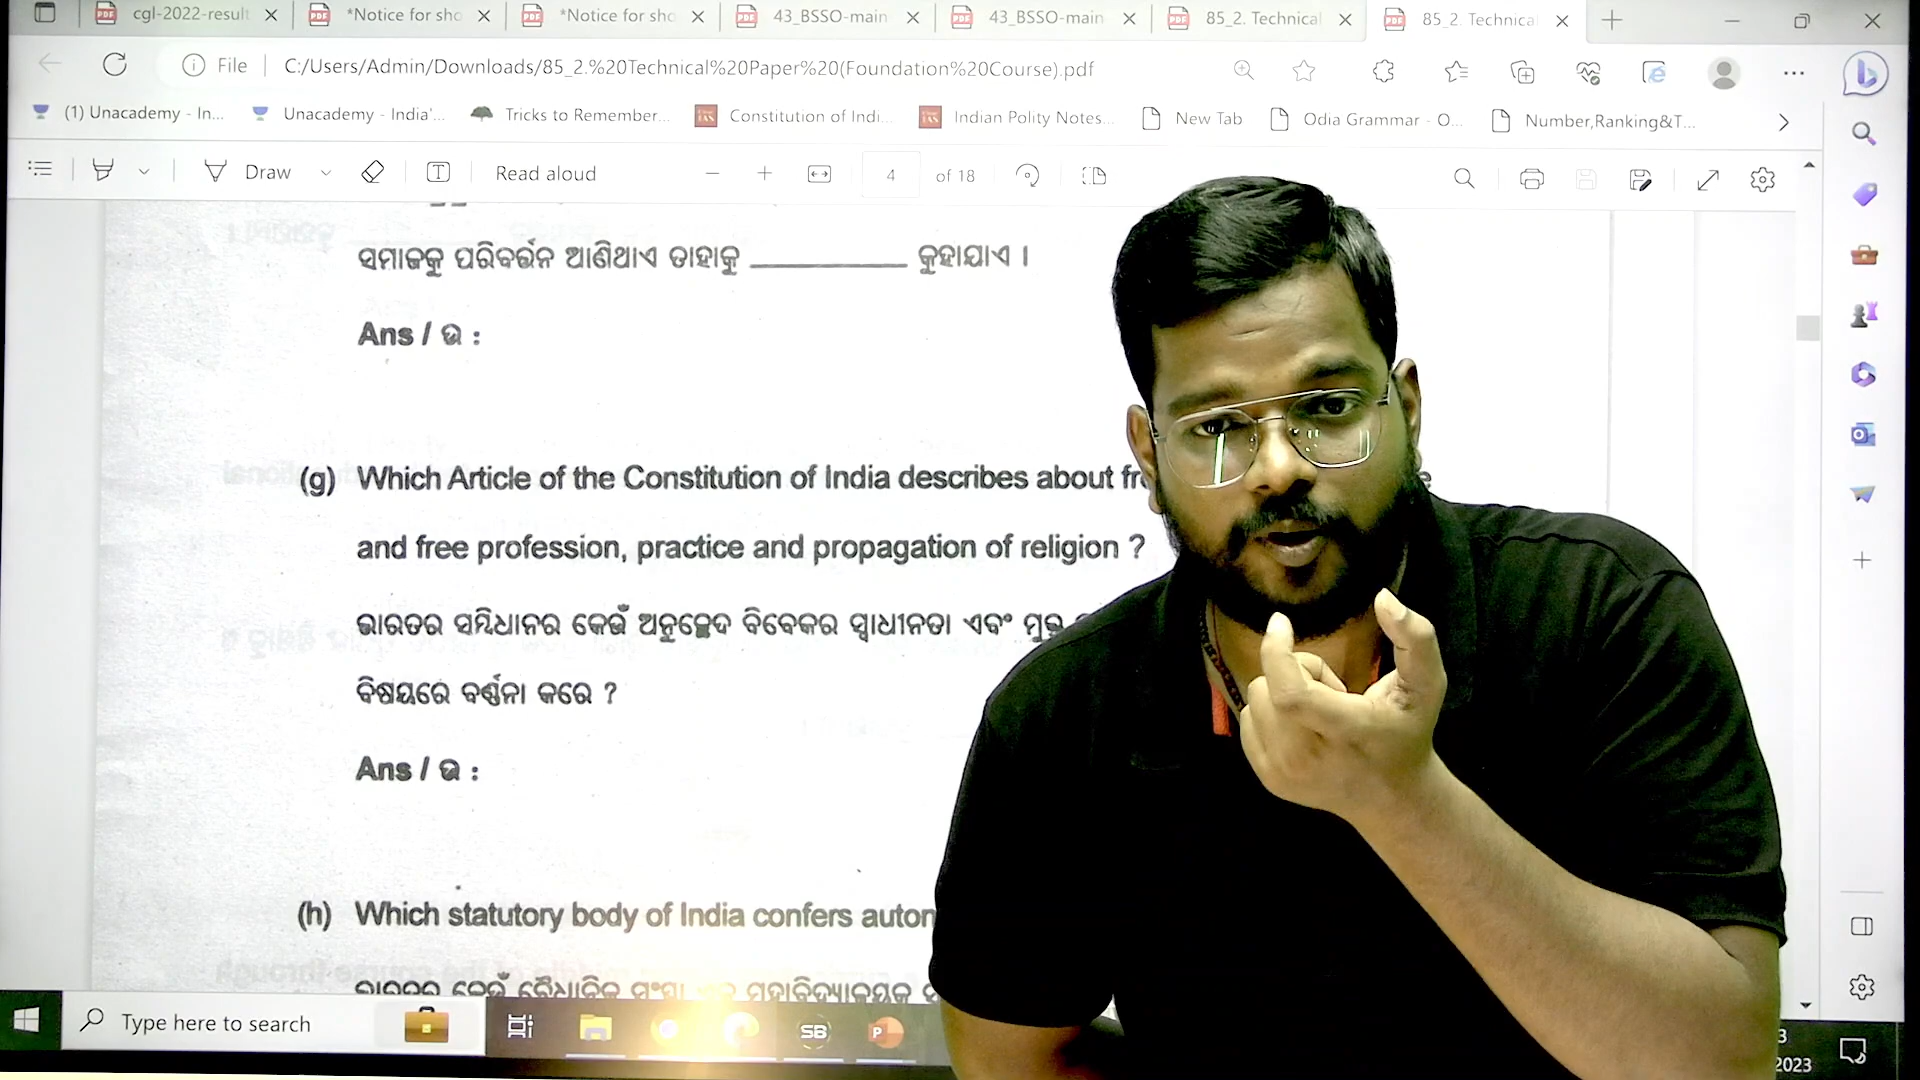 cgl-2022-result
*Notice for sho
*Notice for sho
43_BSSO-main
43_BSSO-main
85_2. Technical
85_2. Technica
File
C:/Users/Admin/Downloads/85_2.%20Technical%20Paper%20(Foundation%20Course).pdf
(1) Unacademy - In...
Unacademy - India'...
Tricks to Remember...
Constitution of Indi...
Indian Polity Notes...
New Tab
Odia Grammar - O...
Number,Ranking&T...
Draw
Read aloud
4 of 18
ସମାଜକୁ ପରିବର୍ତ୍ତନ ଆଣିଥାଏ ତାହାକୁ ____________ କୁହାଯାଏ ।
Ans / ଉ :
(g) Which Article of the Constitution of India describes about
and free profession, practice and propagation of religion ?
ଭାରତର ସମ୍ବିଧାନର କେଉଁ ଅନୁଚ୍ଛେଦ ବିବେକର ସ୍ୱାଧୀନତା ଏବଂ ମୁକ୍ତ
ବିଷୟରେ ବର୍ଣ୍ଣନା କରେ ?
Ans / ଉ :
(h) Which statutory body of India confers auton
Type here to search
SB
P
3
2023